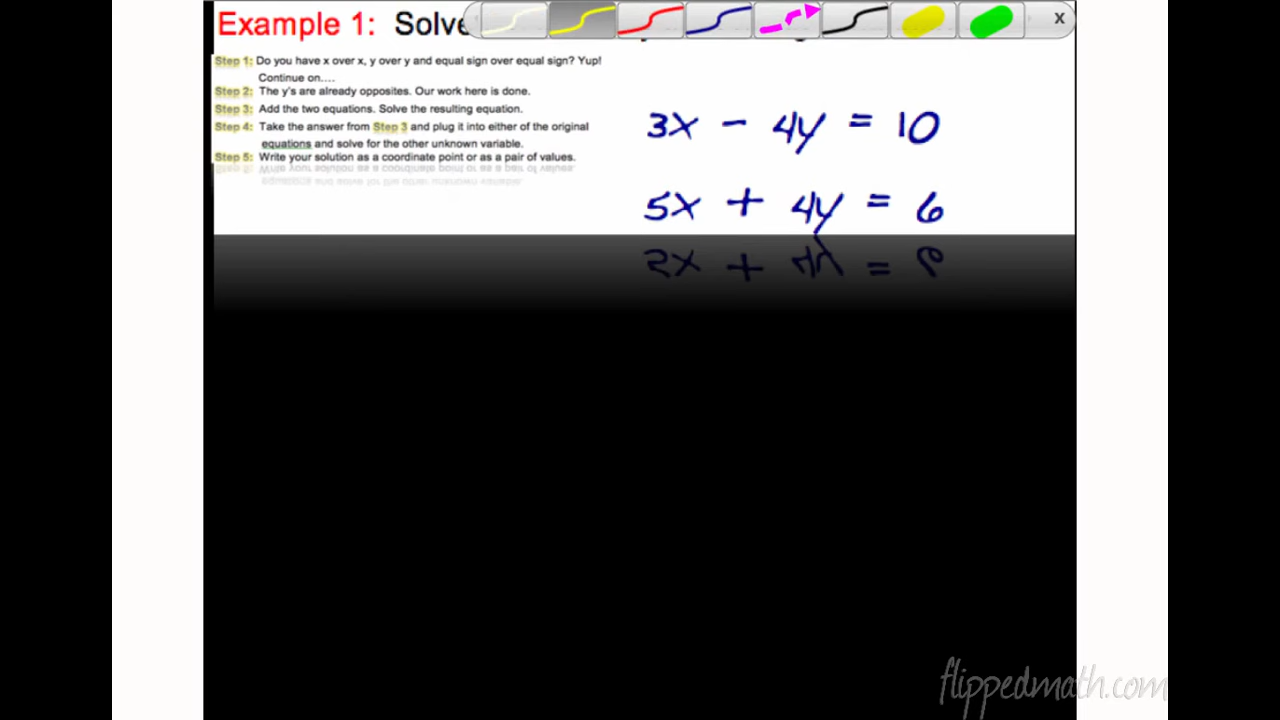 Example 1: Solve
x
Step 1: Do you have x over x, y over y and equal sign over equal sign? Yup!
Continue on....
Step 2: The y's are already opposites. Our work here is done.
Step 3: Add the two equations. Solve the resulting equation.
Step 4: Take the answer from Step 3 and plug it into either of the original
equations and solve for the other unknown variable.
Step 5: Write your solution as a coordinate point or as a pair of values.
3x - 4y = 10
5x + 4y = 6
flippedmath.com